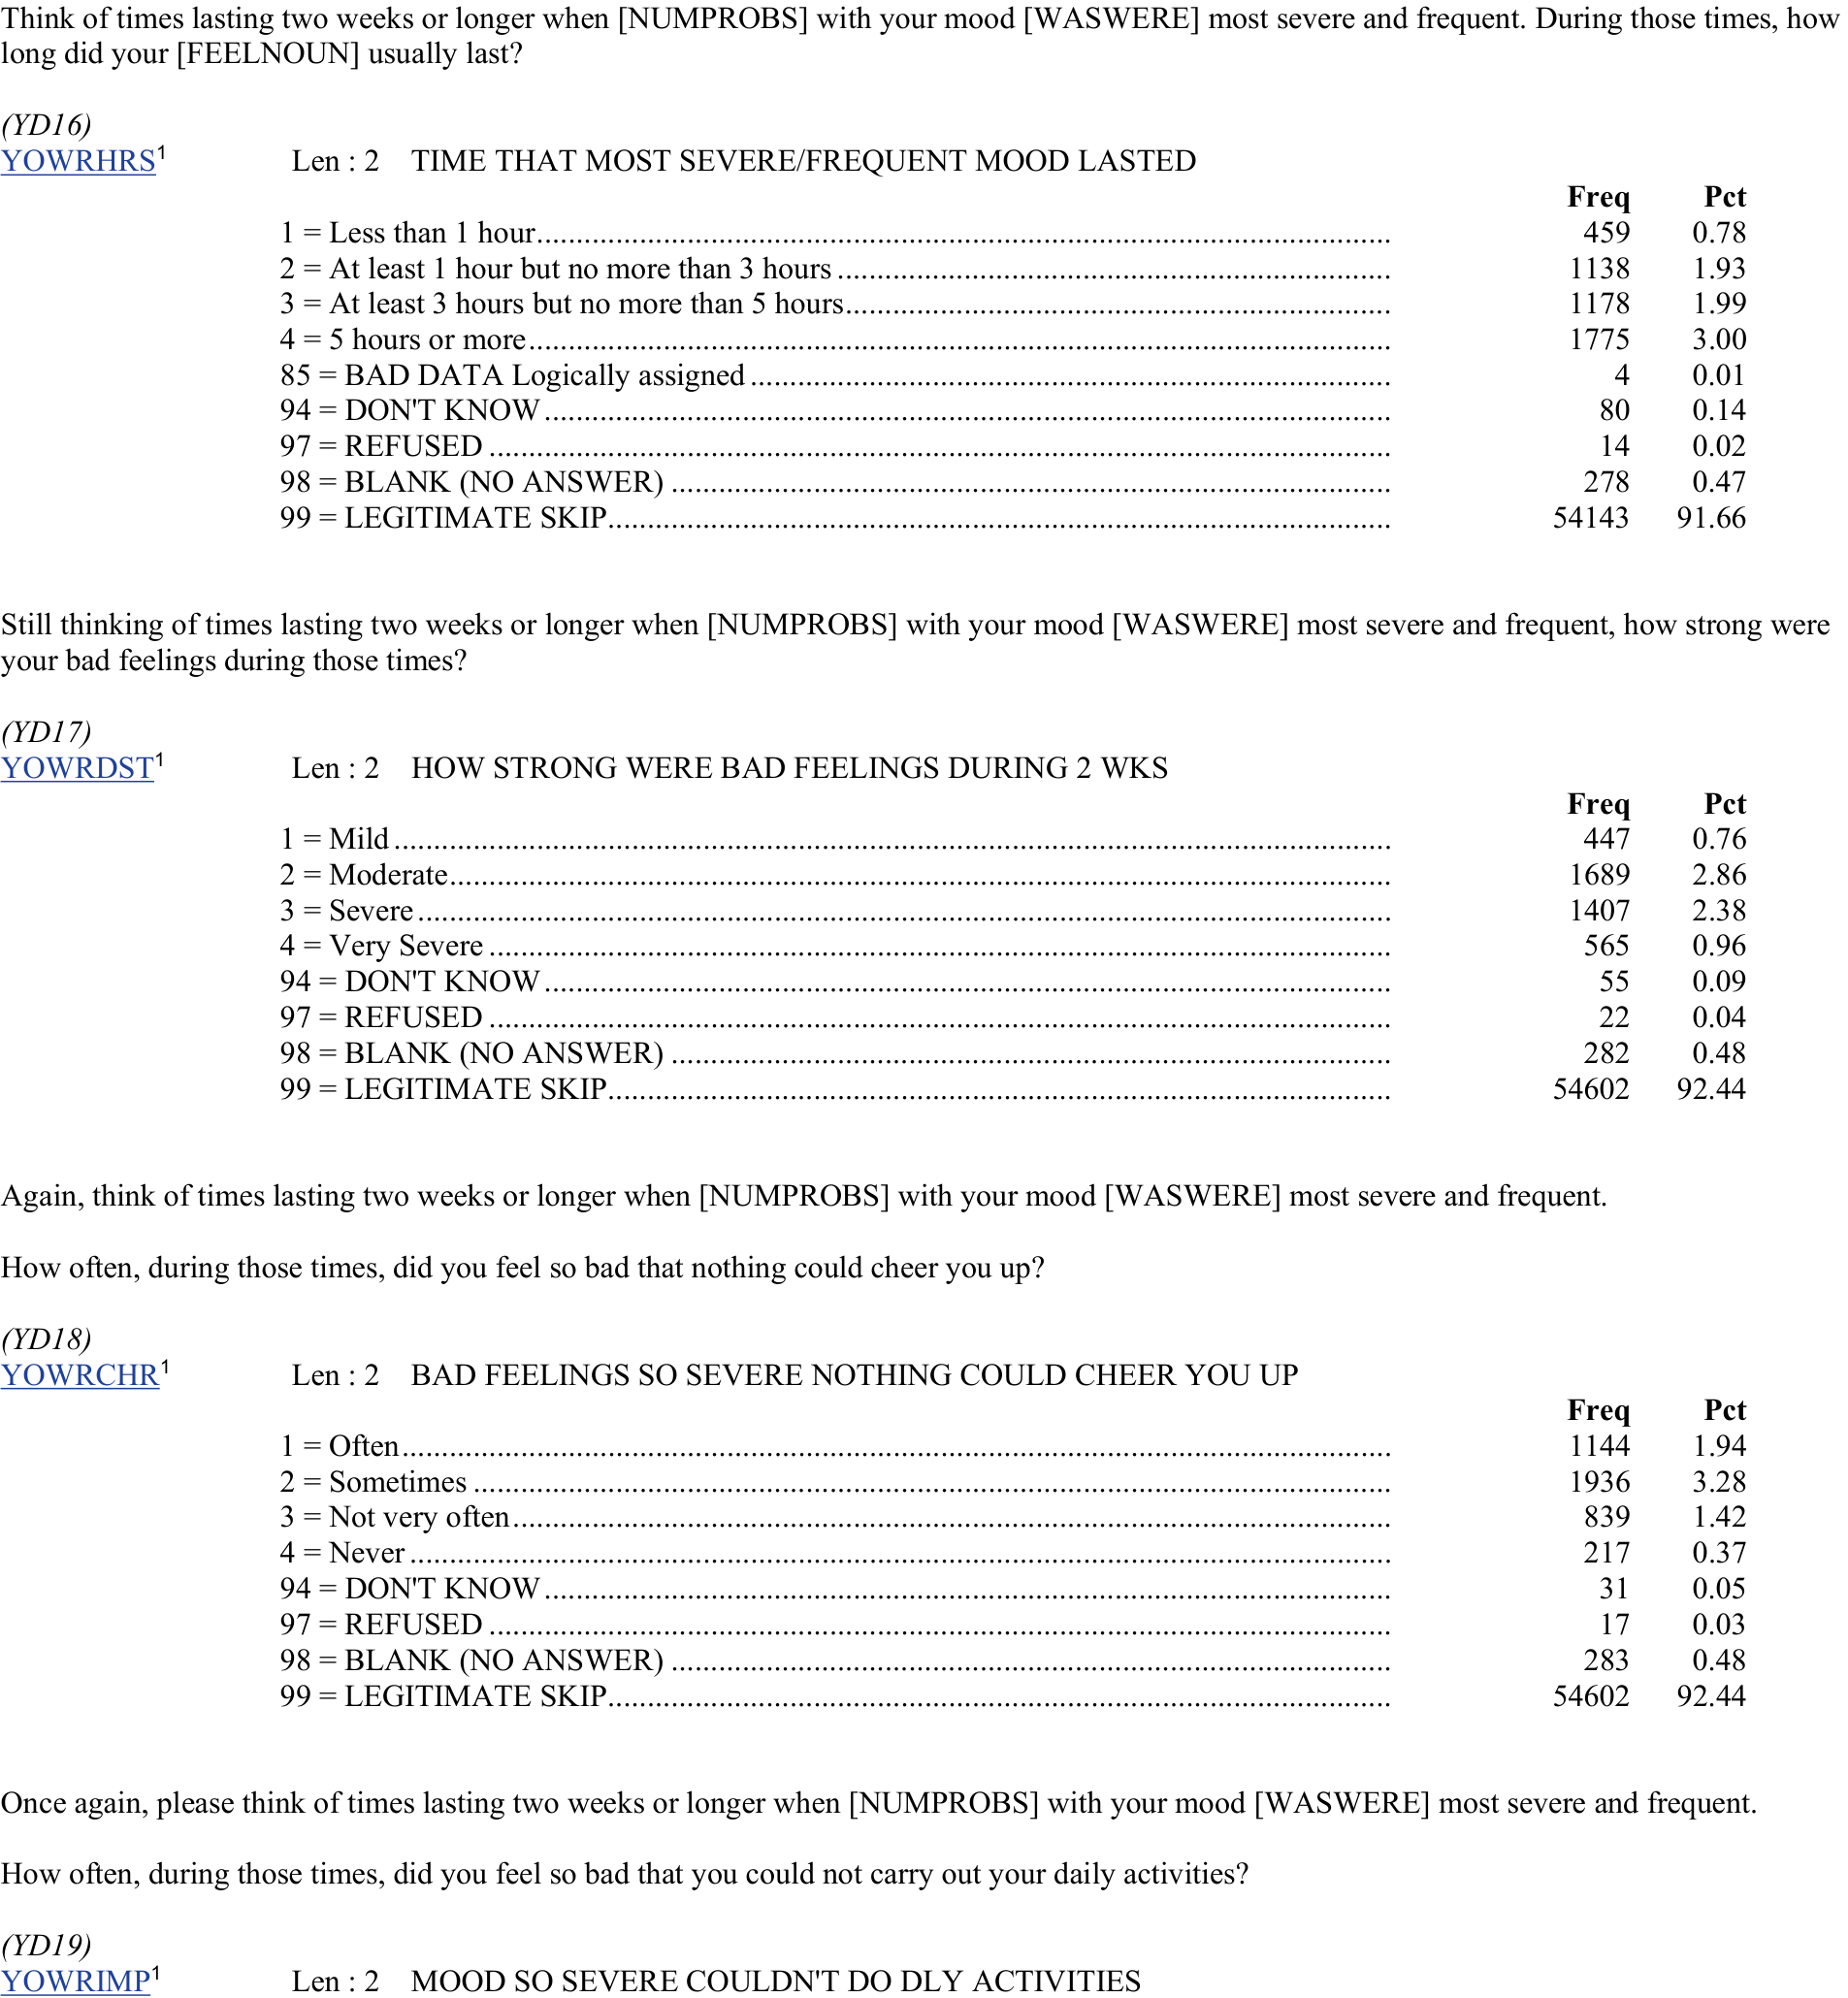 Think of times lasting two weeks or longer when [NUMPROBS] with your mood [WASWERE] most severe and frequent. During those times, how
long did your [FEELNOUN] usually last?
(YD16)
YOWRHRS¹ Len : 2 TIME THAT MOST SEVERE/FREQUENT MOOD LASTED
Freq Pct
1 = Less than 1 hour.......... 459 0.78
2 = At least 1 hour but no more than 3 hours .......... 1138 1.93
3 = At least 3 hours but no more than 5 hours.......... 1178 1.99
4 = 5 hours or more.......... 1775 3.00
85 = BAD DATA Logically assigned .......... 4 0.01
94 = DON'T KNOW .......... 80 0.14
97 = REFUSED .......... 14 0.02
98 = BLANK (NO ANSWER) .......... 278 0.47
99 = LEGITIMATE SKIP.......... 54143 91.66
Still thinking of times lasting two weeks or longer when [NUMPROBS] with your mood [WASWERE] most severe and frequent, how strong were
your bad feelings during those times?
(YD17)
YOWRDST¹ Len : 2 HOW STRONG WERE BAD FEELINGS DURING 2 WKS
Freq Pct
1 = Mild .......... 447 0.76
2 = Moderate.......... 1689 2.86
3 = Severe .......... 1407 2.38
4 = Very Severe .......... 565 0.96
94 = DON'T KNOW .......... 55 0.09
97 = REFUSED .......... 22 0.04
98 = BLANK (NO ANSWER) .......... 282 0.48
99 = LEGITIMATE SKIP.......... 54602 92.44
Again, think of times lasting two weeks or longer when [NUMPROBS] with your mood [WASWERE] most severe and frequent.
How often, during those times, did you feel so bad that nothing could cheer you up?
(YD18)
YOWRCHR¹ Len : 2 BAD FEELINGS SO SEVERE NOTHING COULD CHEER YOU UP
Freq Pct
1 = Often.......... 1144 1.94
2 = Sometimes .......... 1936 3.28
3 = Not very often.......... 839 1.42
4 = Never .......... 217 0.37
94 = DON'T KNOW .......... 31 0.05
97 = REFUSED .......... 17 0.03
98 = BLANK (NO ANSWER) .......... 283 0.48
99 = LEGITIMATE SKIP.......... 54602 92.44
Once again, please think of times lasting two weeks or longer when [NUMPROBS] with your mood [WASWERE] most severe and frequent.
How often, during those times, did you feel so bad that you could not carry out your daily activities?
(YD19)
YOWRIMP¹ Len : 2 MOOD SO SEVERE COULDN'T DO DLY ACTIVITIES